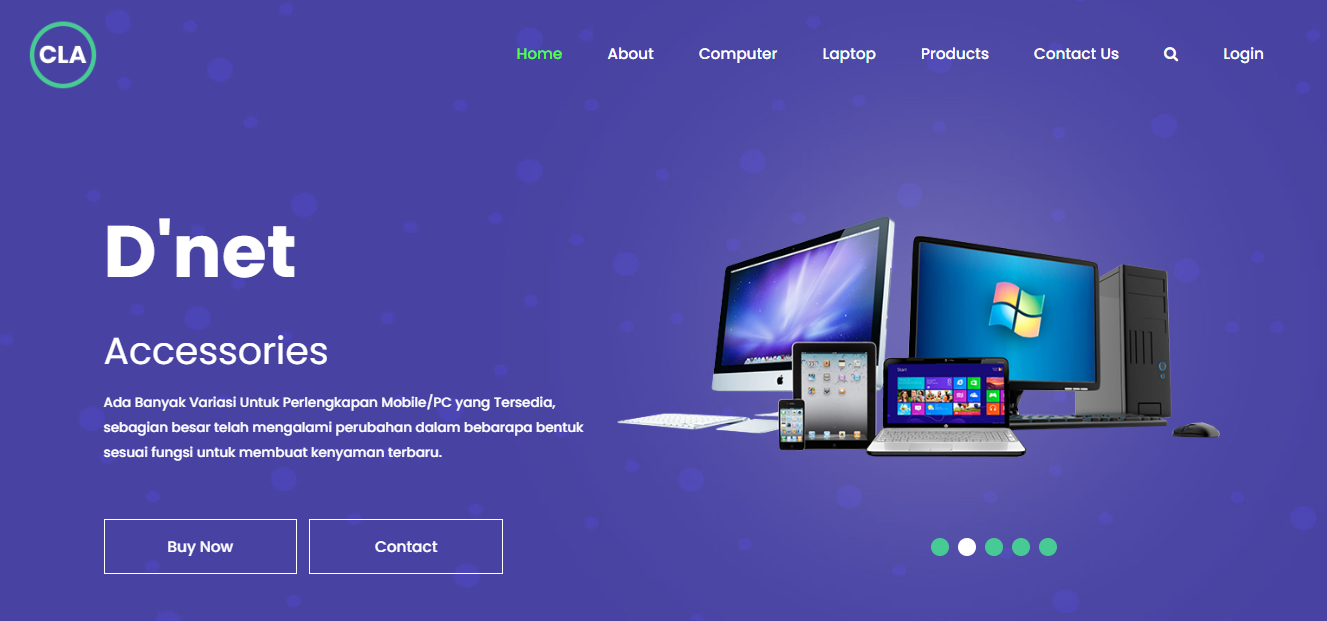 CLA
Home About Computer Laptop Products Contact Us Login
D'net
Accessories
Ada Banyak Variasi Untuk Perlengkapan Mobile/PC yang Tersedia,
sebagian besar telah mengalami perubahan dalam bebarapa bentuk
sesuai fungsi untuk membuat kenyaman terbaru.
Start
Buy Now Contact